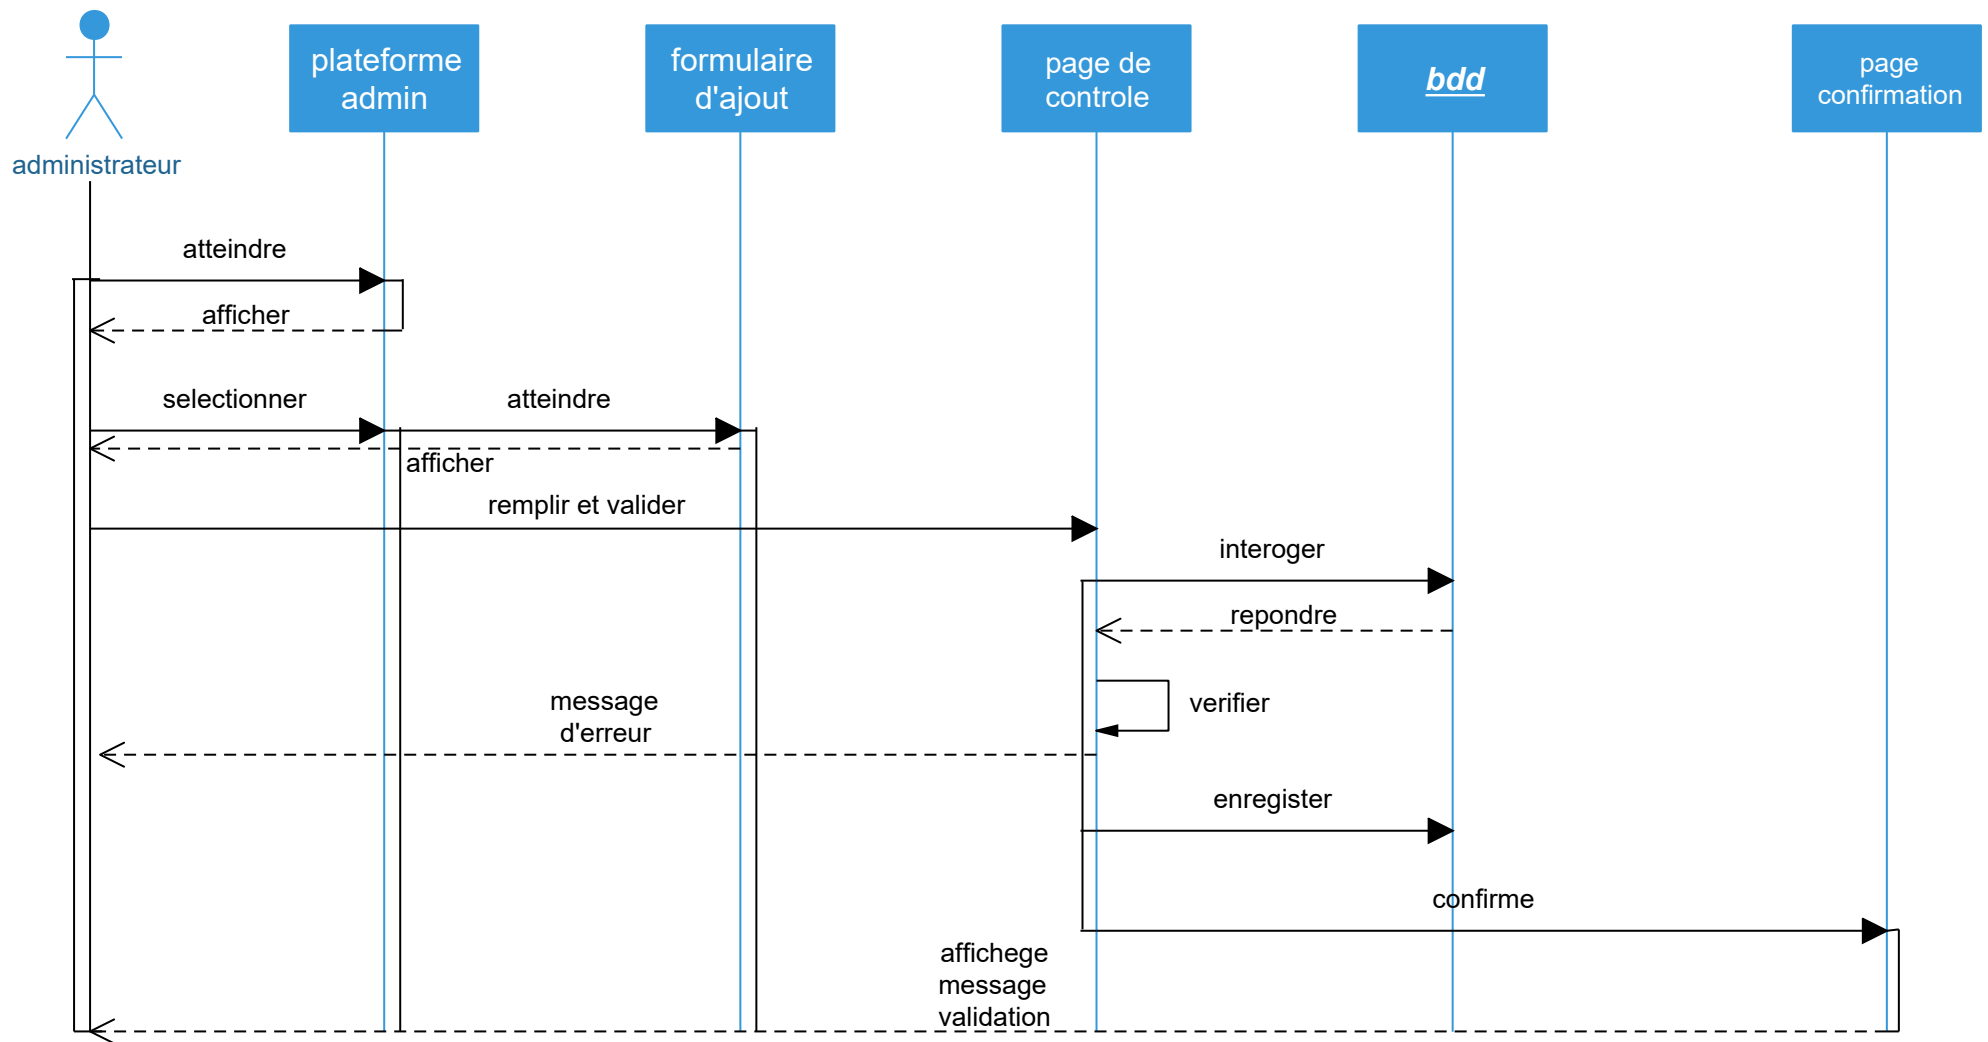 plateforme
admin
formulaire
d'ajout
page de
controle
bdd
page
confirmation
administrateur
atteindre
afficher
selectionner
atteindre
afficher
remplir et valider
interoger
repondre
message
d'erreur
verifier
enregister
confirme
affichege
message
validation